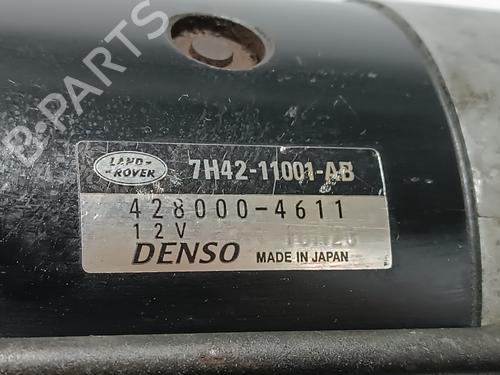 B-PARTS
LAND-
ROVER
7H42-11001-AB
428000-4611
12V
DENSO
MADE IN JAPAN